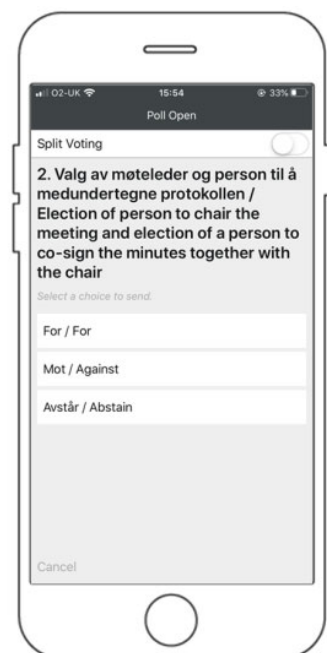 O2-UK 15:54 33%
Poll Open
Split Voting
2. Valg av møteleder og person til å
medundertegne protokollen /
Election of person to chair the
meeting and election of a person to
co-sign the minutes together with
the chair
Select a choice to send.
For / For
Mot / Against
Avstår / Abstain
Cancel